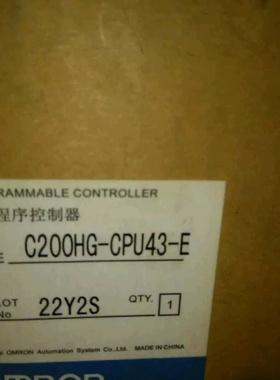 RAMMABLE CONTROLLER
程序控制器
C200HG-CPU43-E
LOT No 22Y2S QTY. 1
OMRON Automation System Co., Ltd. MADE IN CHINA